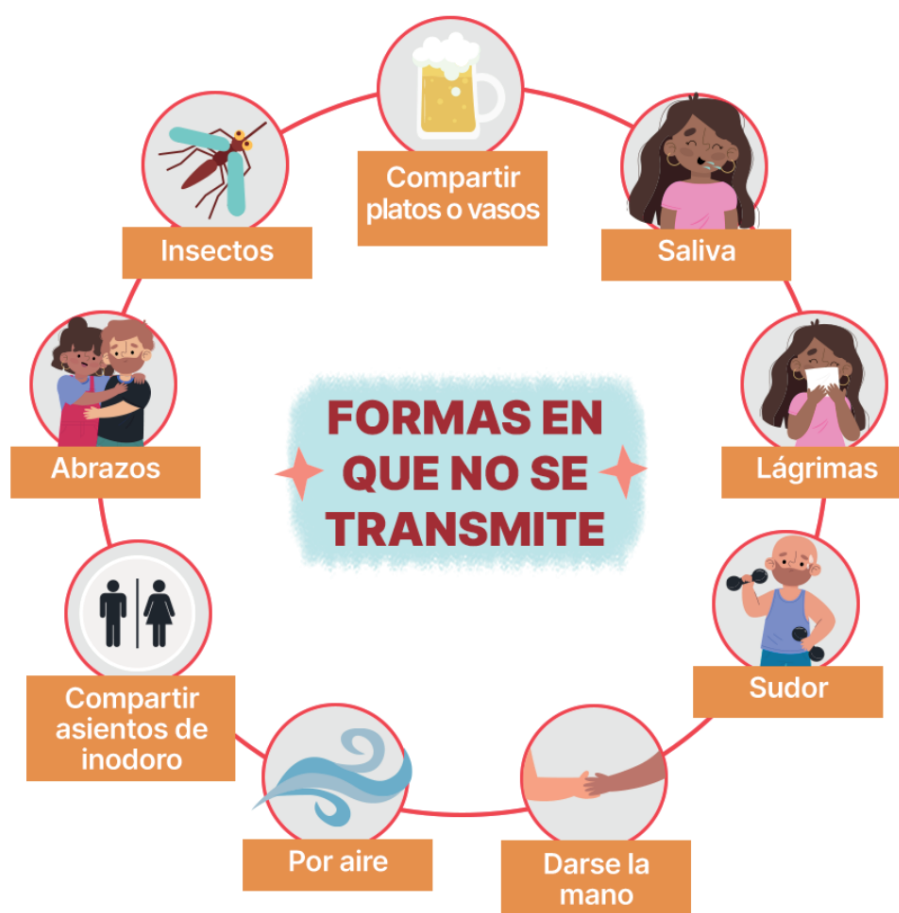 FORMAS EN
QUE NO SE
TRANSMITE
Compartir
platos o vasos
Saliva
Lágrimas
Sudor
Darse la
mano
Por aire
Compartir
asientos de
inodoro
Abrazos
Insectos